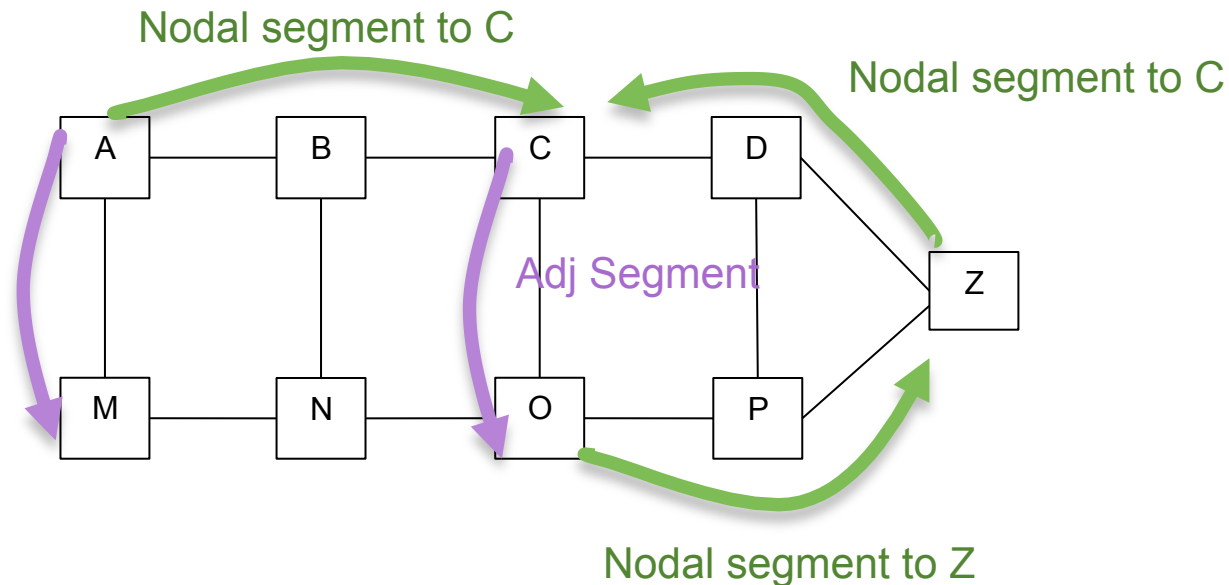 Nodal segment to C
Nodal segment to C
A
B
C
D
Adj Segment
Z
M
N
O
P
Nodal segment to Z